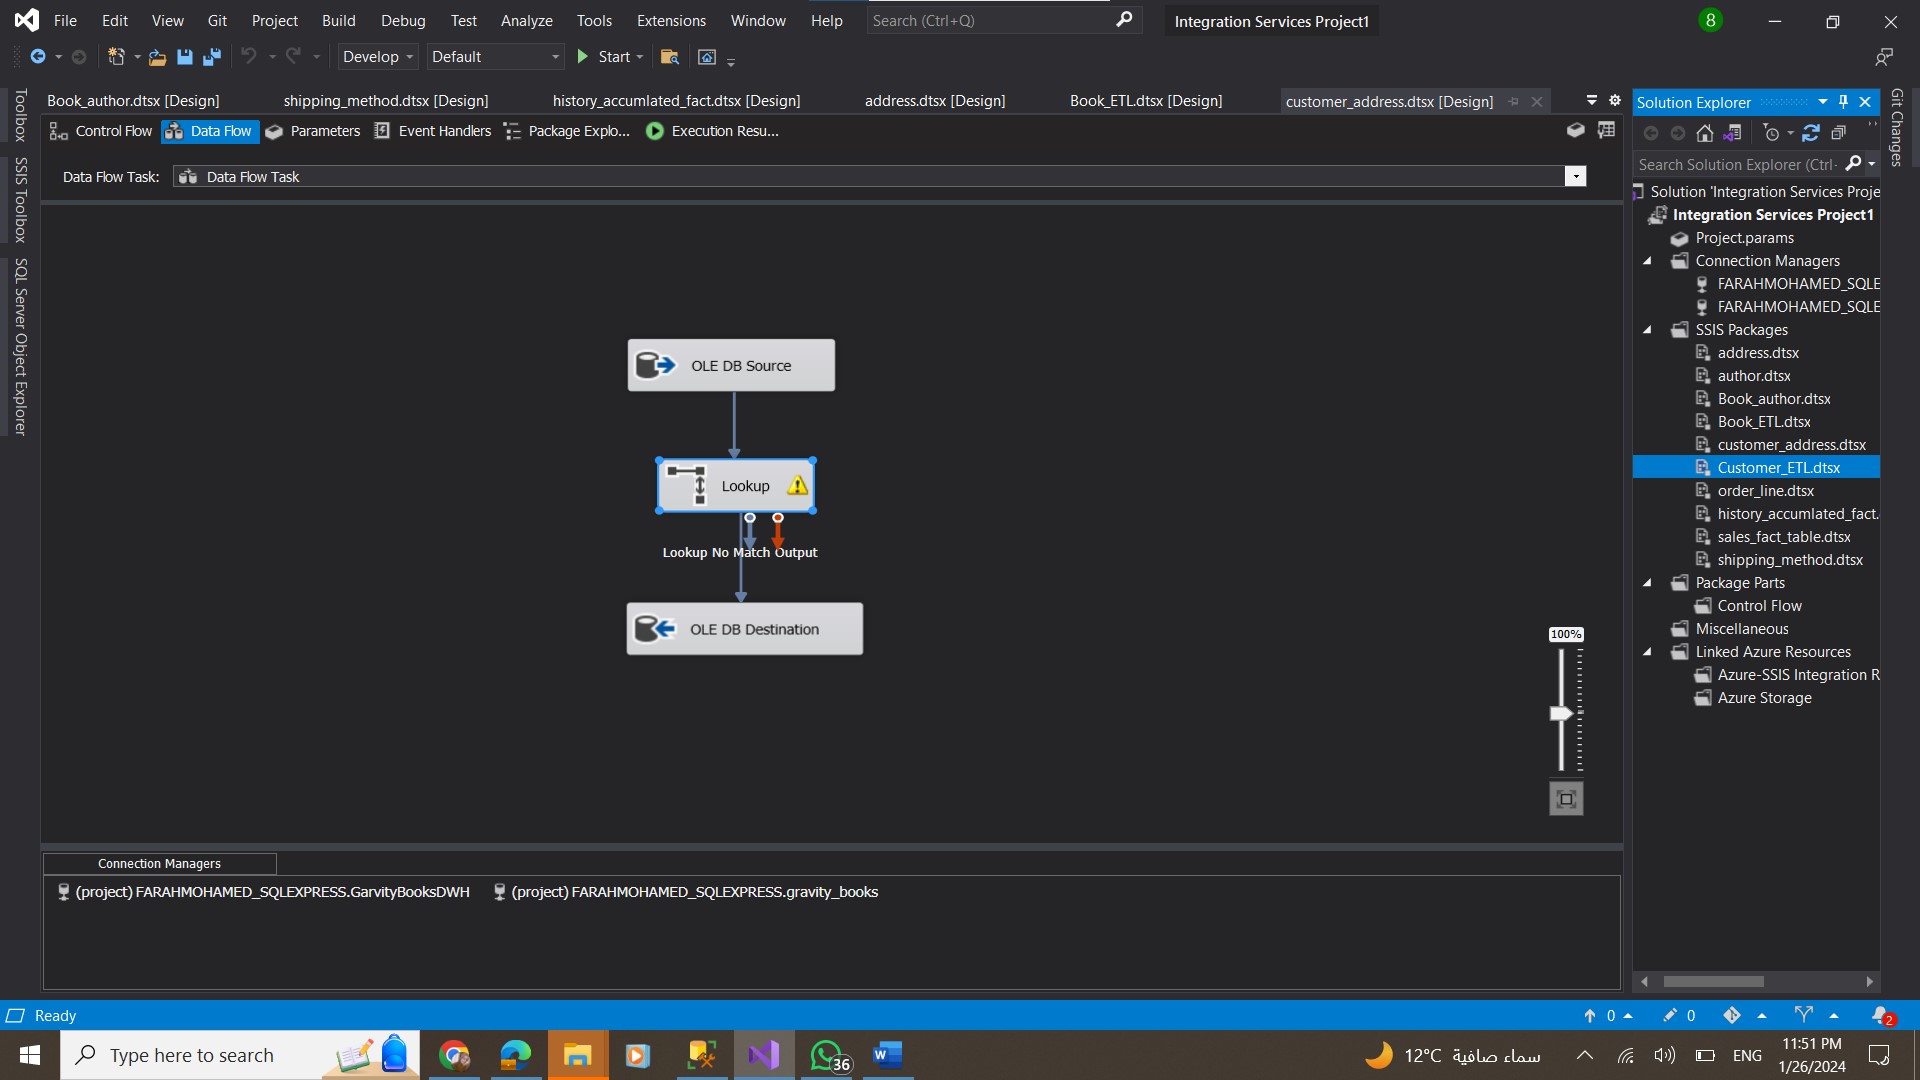 File Edit View Git Project Build Debug Test Analyze Tools Extensions Window Help Search (Ctrl+Q) Integration Services Project1 8
Develop Default Start
Book_author.dtsx [Design] shipping_method.dtsx [Design] history_accumlated_fact.dtsx [Design] address.dtsx [Design] Book_ETL.dtsx [Design] customer_address.dtsx [Design]
Control Flow Data Flow Parameters Event Handlers Package Explo... Execution Resu...
Data Flow Task: Data Flow Task
Toolbox
SSIS Toolbox
SQL Server Object Explorer
OLE DB Source
Lookup
Lookup No Match Output
OLE DB Destination
100%
Connection Managers
(project) FARAHMOHAMED_SQLEXPRESS.GarvityBooksDWH (project) FARAHMOHAMED_SQLEXPRESS.gravity_books
Solution Explorer
Search Solution Explorer (Ctrl-
Solution 'Integration Services Proje
Integration Services Project1
Project.params
Connection Managers
FARAHMOHAMED_SQLE
FARAHMOHAMED_SQLE
SSIS Packages
address.dtsx
author.dtsx
Book_author.dtsx
Book_ETL.dtsx
customer_address.dtsx
Customer_ETL.dtsx
order_line.dtsx
history_accumlated_fact.
sales_fact_table.dtsx
shipping_method.dtsx
Package Parts
Control Flow
Miscellaneous
Linked Azure Resources
Azure-SSIS Integration R
Azure Storage
Git Changes
Ready 0 0 2
Type here to search 36 12°C سماء صافية ENG 11:51 PM
1/26/2024